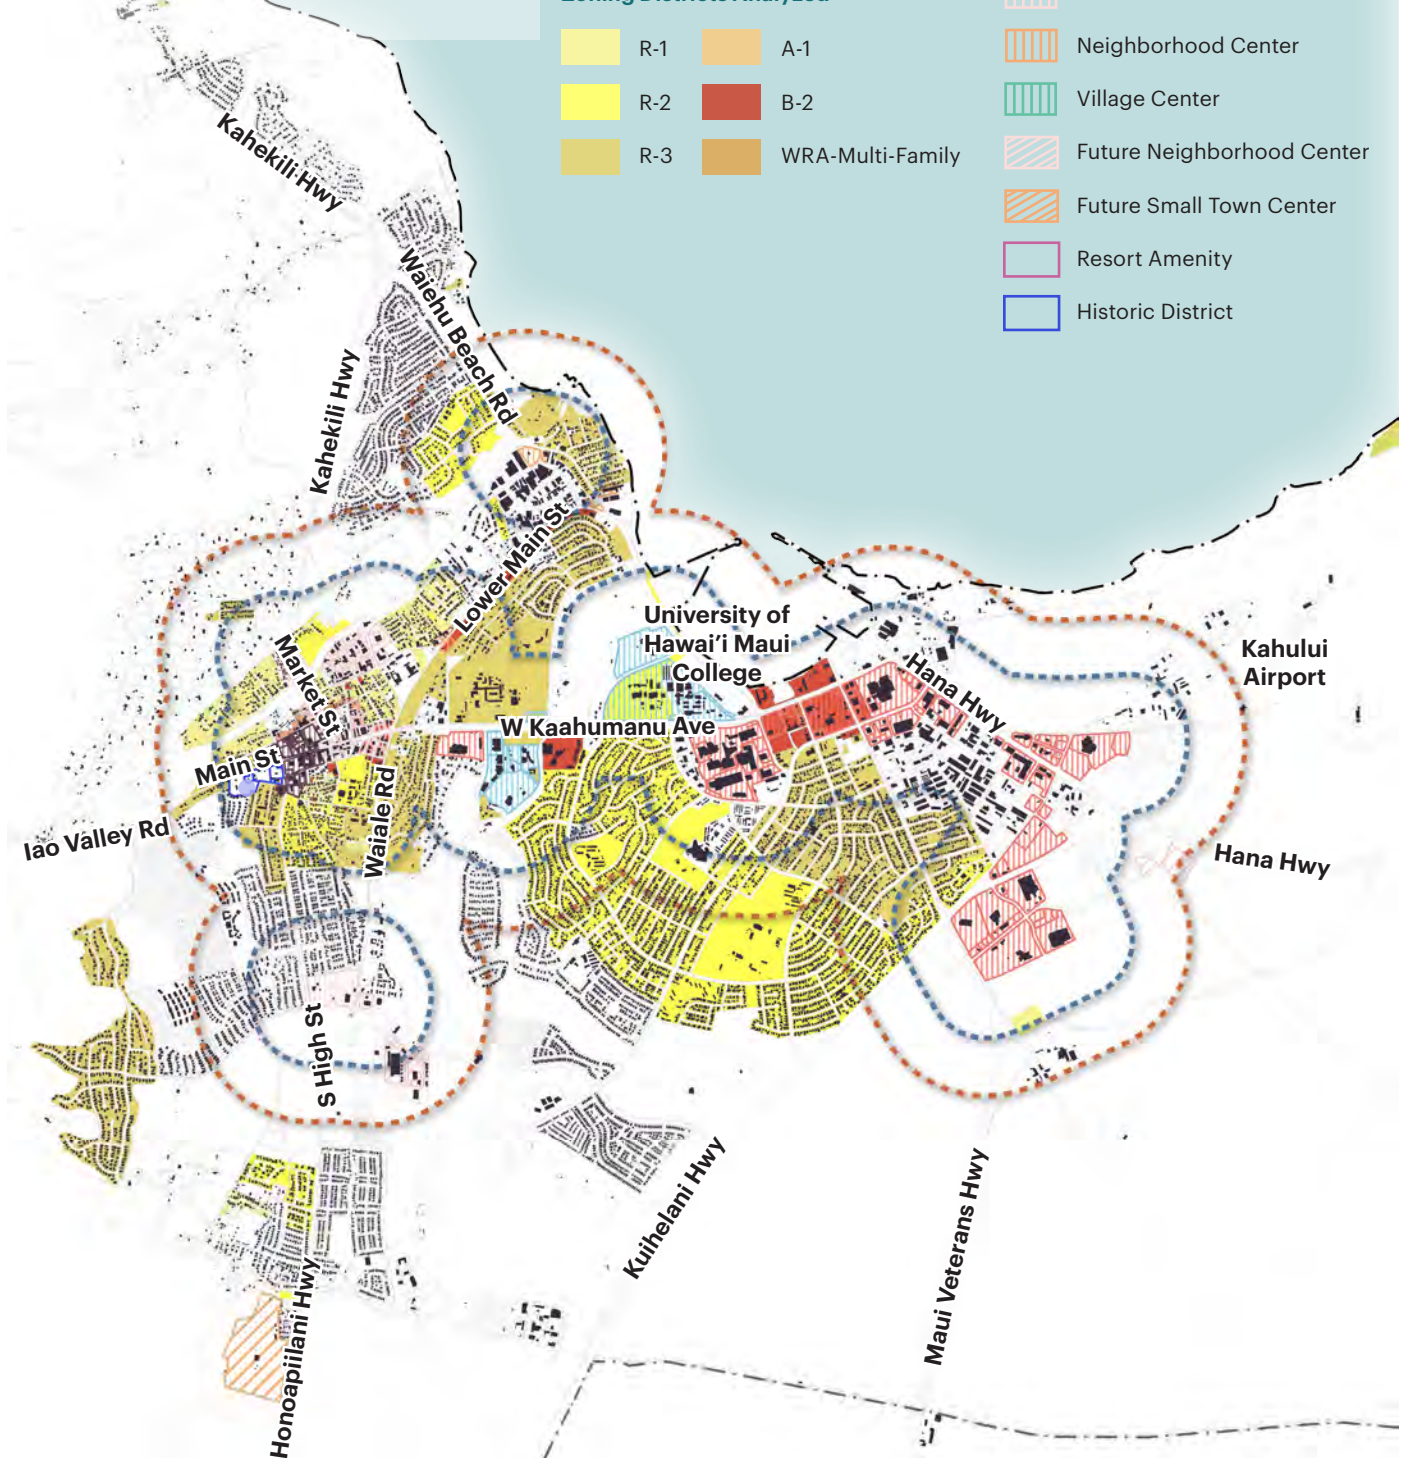 Zoning Districts Analyzed
R-1
A-1
Neighborhood Center
R-2
B-2
Village Center
R-3
WRA-Multi-Family
Future Neighborhood Center
Future Small Town Center
Resort Amenity
Historic District
Kahekili Hwy
Waiehu Beach Rd
Kahekili Hwy
Lower Main St
University of
Hawai‘i Maui
College
Kahului
Airport
Market St
Hana Hwy
W Kaahumanu Ave
Main St
Waiale Rd
Iao Valley Rd
Hana Hwy
S High St
Kuihelani Hwy
Maui Veterans Hwy
Honoapiilani Hwy